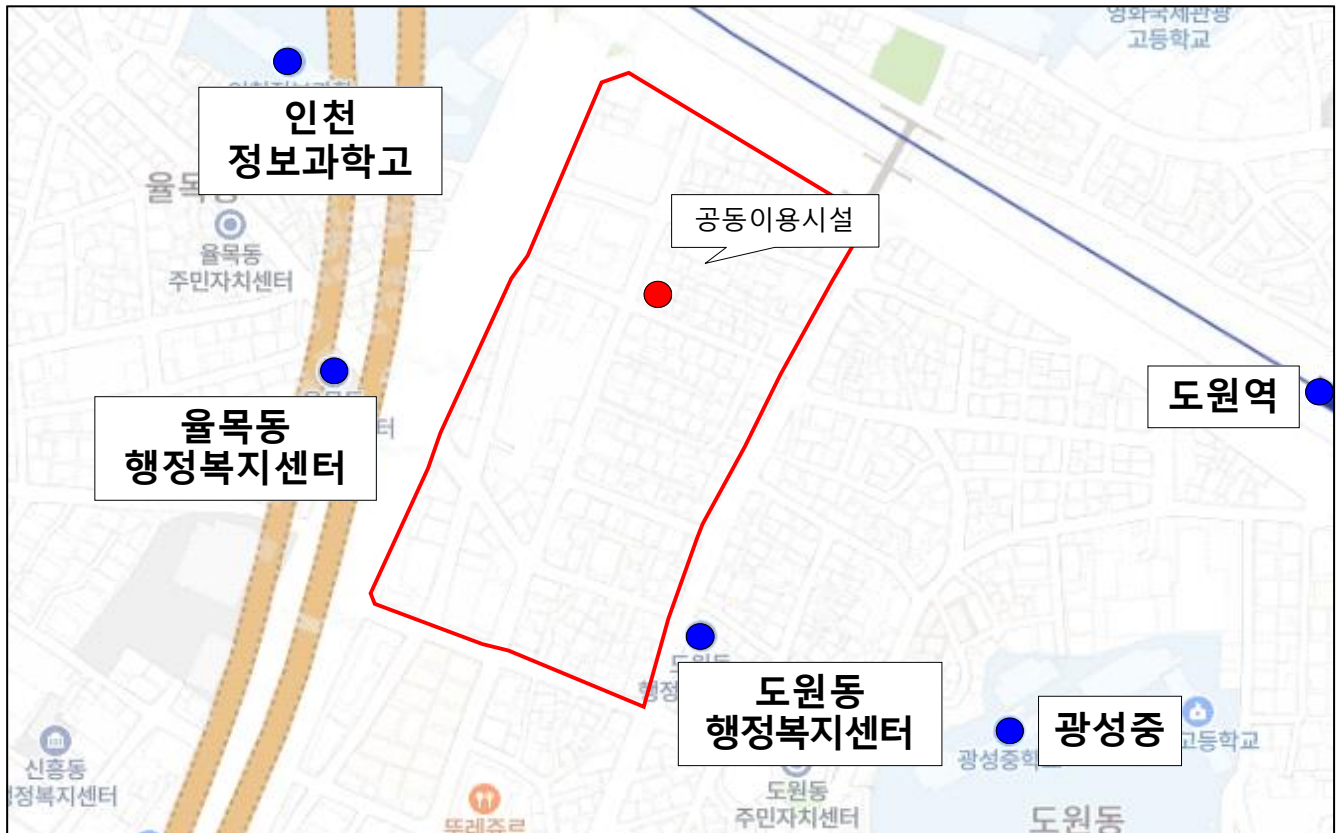 고등학교
인천
정보과학고
율목동
주민자치센터
공동이용시설
도원역
율목동
행정복지센터
도원동
행정복지센터
광성중
고등학교
광성중학교
신흥동
행정복지센터
도원동
주민자치센터
도원동
뚜레쥬르